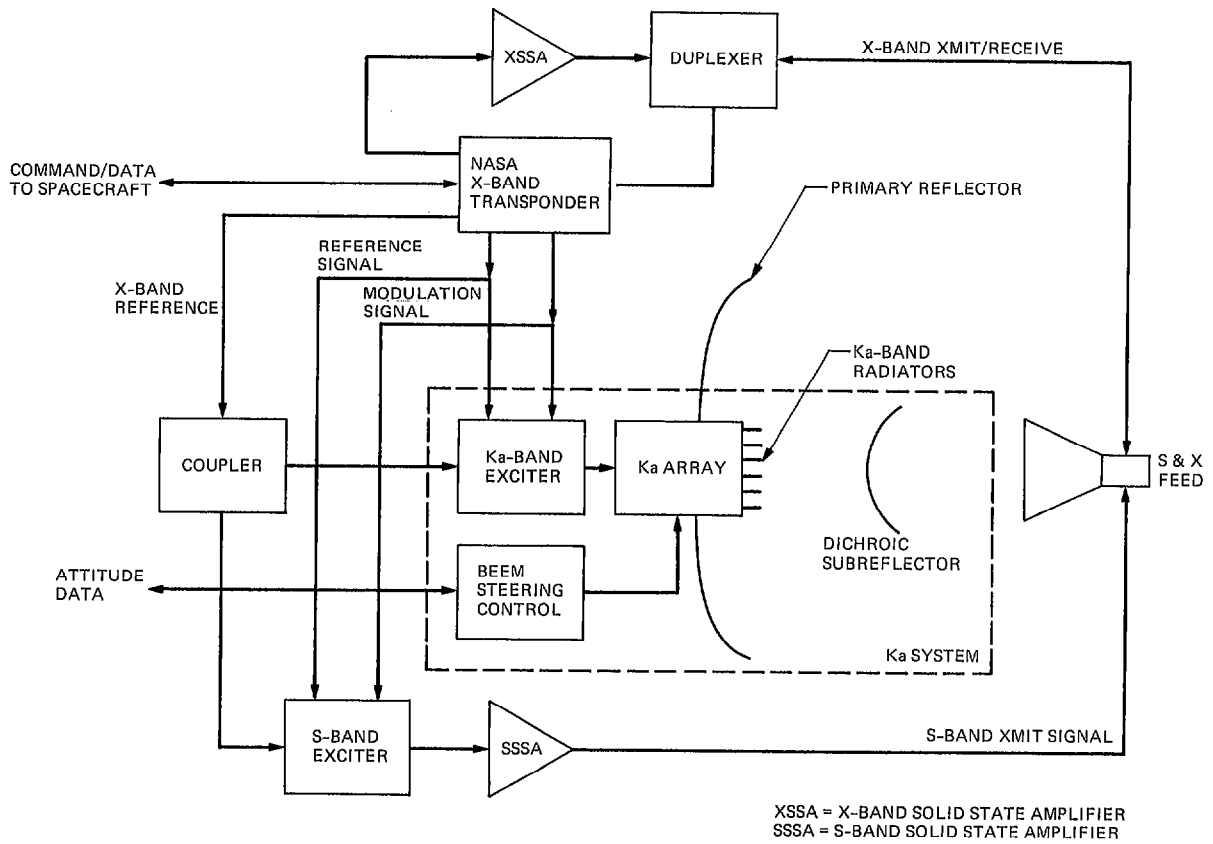 XSSA
DUPLEXER
X-BAND XMIT/RECEIVE
NASA
X-BAND
TRANSPONDER
COMMAND/DATA
TO SPACECRAFT
PRIMARY REFLECTOR
REFERENCE
SIGNAL
X-BAND
REFERENCE
MODULATION
SIGNAL
Ka-BAND
RADIATORS
COUPLER
Ka-BAND
EXCITER
Ka ARRAY
S & X
FEED
DICHROIC
SUBREFLECTOR
ATTITUDE
DATA
BEEM
STEERING
CONTROL
Ka SYSTEM
S-BAND
EXCITER
SSSA
S-BAND XMIT SIGNAL
XSSA = X-BAND SOLID STATE AMPLIFIER
SSSA = S-BAND SOLID STATE AMPLIFIER